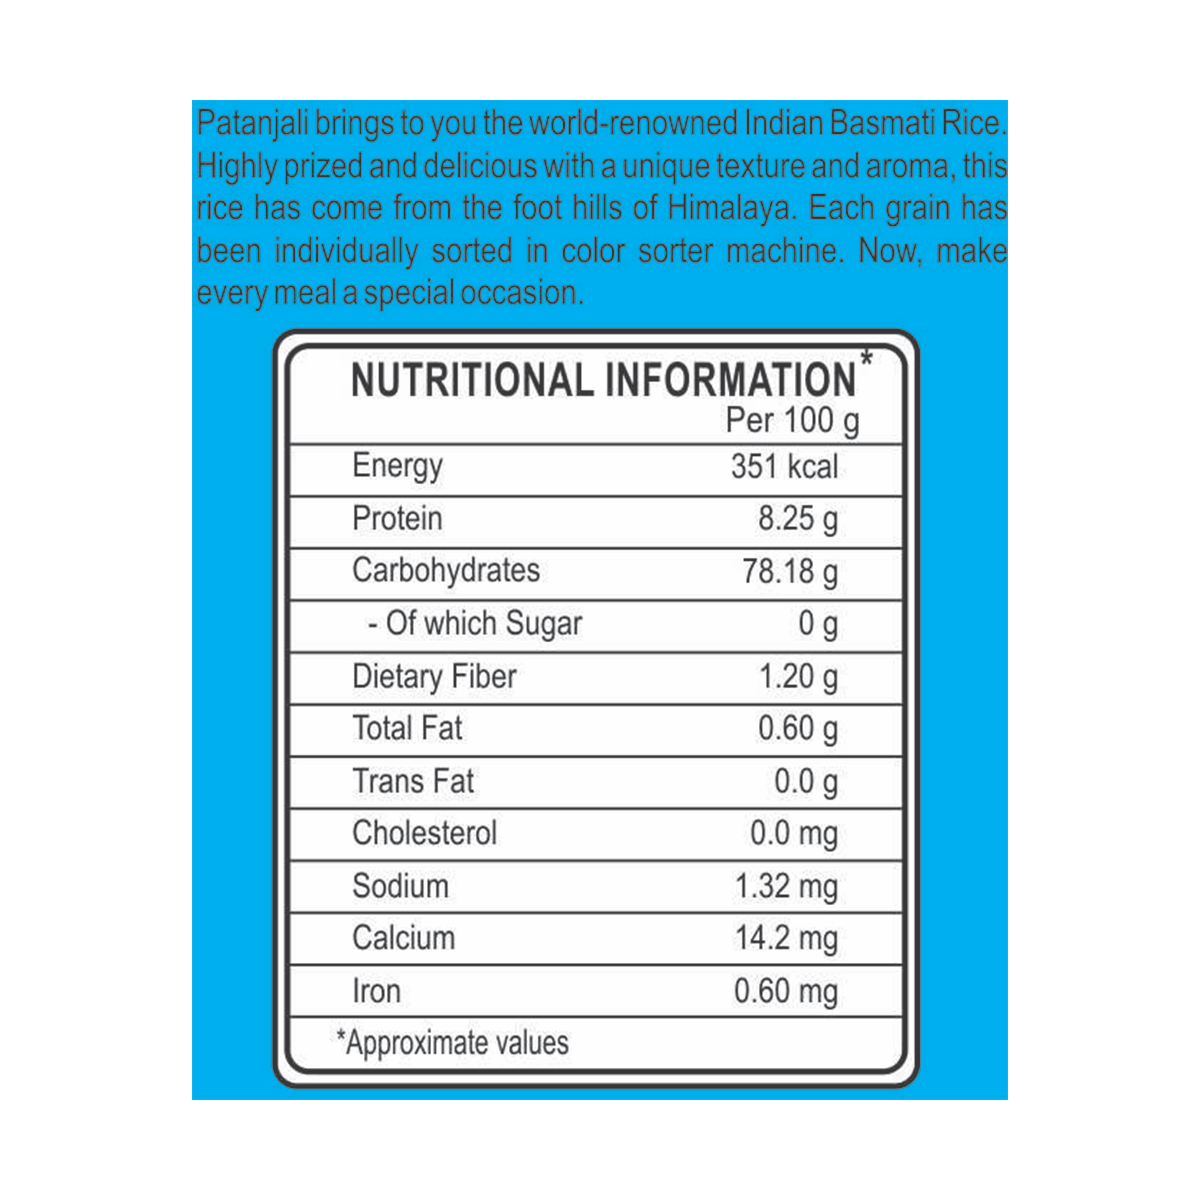 Patanjali brings to you the world-renowned Indian Basmati Rice.
Highly prized and delicious with a unique texture and aroma, this
rice has come from the foot hills of Himalaya. Each grain has
been individually sorted in color sorter machine. Now, make
every meal a special occasion.
NUTRITIONAL INFORMATION*
Per 100 g
Energy 351 kcal
Protein 8.25 g
Carbohydrates 78.18 g
- Of which Sugar 0 g
Dietary Fiber 1.20 g
Total Fat 0.60 g
Trans Fat 0.0 g
Cholesterol 0.0 mg
Sodium 1.32 mg
Calcium 14.2 mg
Iron 0.60 mg
*Approximate values